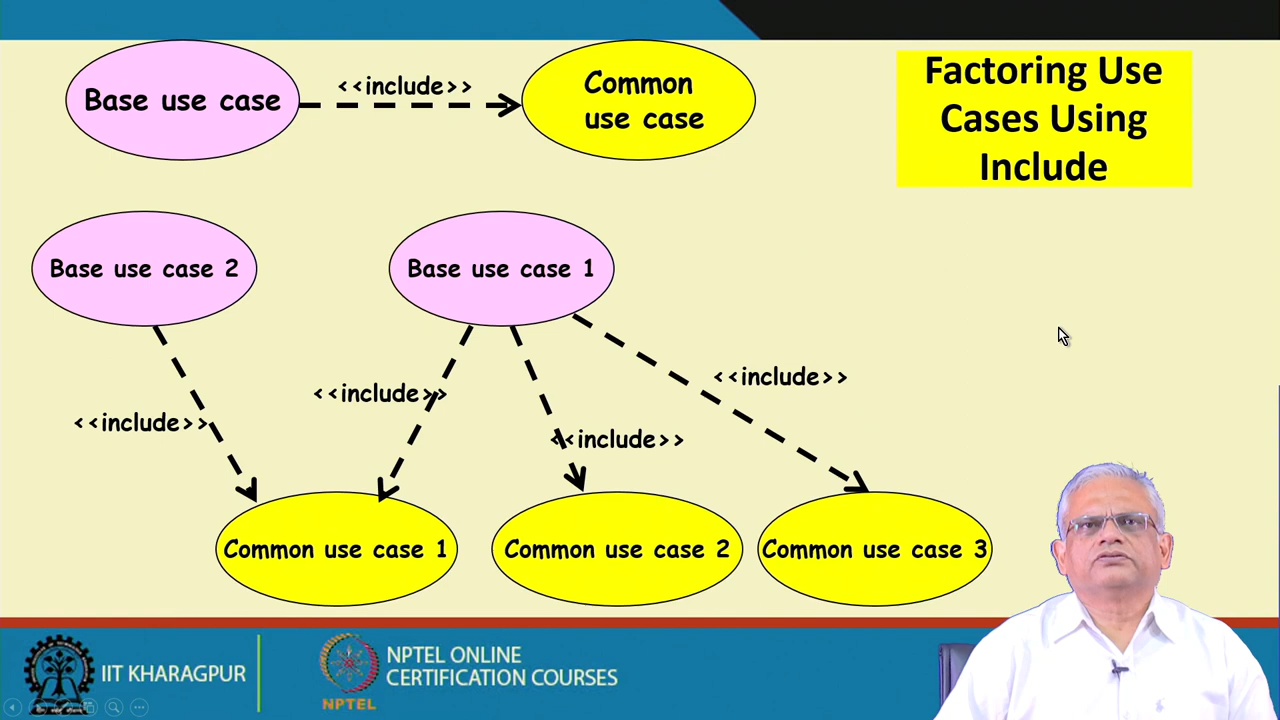 Base use case
<<include>>
Common
use case
Factoring Use
Cases Using
Include
Base use case 2
Base use case 1
<<include>>
<<include>>
<<include>>
<<include>>
Common use case 1
Common use case 2
Common use case 3
IIT KHARAGPUR
NPTEL
NPTEL ONLINE
CERTIFICATION COURSES